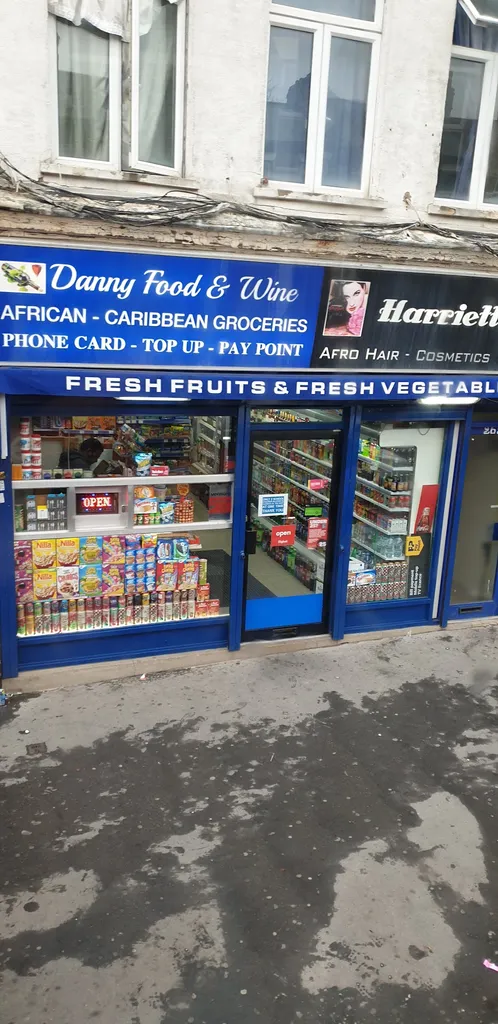 Danny Food & Wine
AFRICAN - CARIBBEAN GROCERIES
PHONE CARD - TOP UP - PAY POINT
Harriett
AFRO HAIR - COSMETICS
FRESH FRUITS & FRESH VEGETABL
OPEN
open